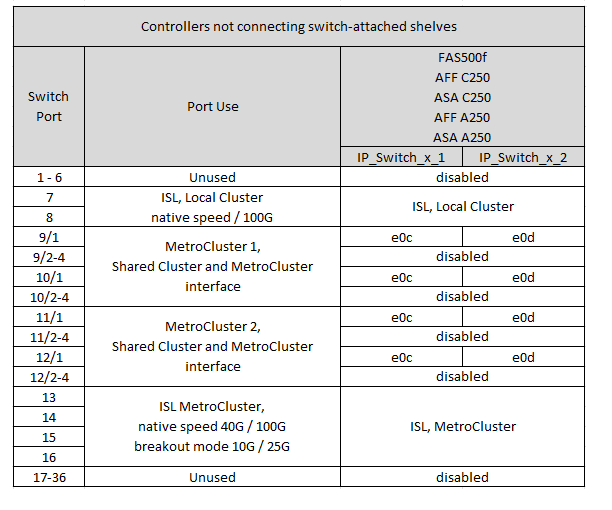 Controllers not connecting switch-attached shelves
Switch
Port
Port Use
FAS500f
AFF C250
ASA C250
AFF A250
ASA A250
IP_Switch_x_1 IP_Switch_x_2
1 - 6 Unused disabled
7
8
ISL, Local Cluster
native speed / 100G
ISL, Local Cluster
9/1
9/2-4
10/1
10/2-4
MetroCluster 1,
Shared Cluster and MetroCluster
interface
e0c e0d
disabled
e0c e0d
disabled
11/1
11/2-4
12/1
12/2-4
MetroCluster 2,
Shared Cluster and MetroCluster
interface
e0c e0d
disabled
e0c e0d
disabled
13
14
15
16
ISL MetroCluster,
native speed 40G / 100G
breakout mode 10G / 25G
ISL, MetroCluster
17-36 Unused disabled